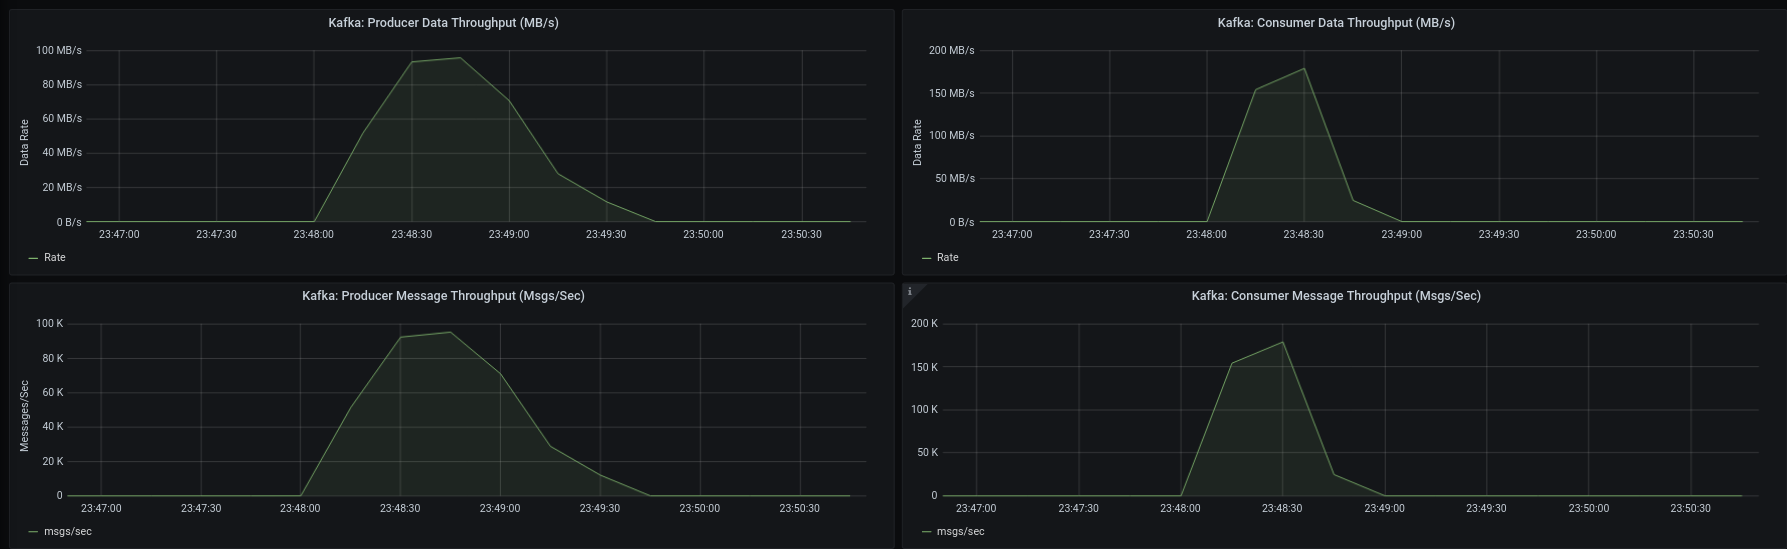 Kafka: Producer Data Throughput (MB/s)
100 MB/s
80 MB/s
60 MB/s
40 MB/s
20 MB/s
0 B/s
Data Rate
23:47:00 23:47:30 23:48:00 23:48:30 23:49:00 23:49:30 23:50:00 23:50:30
Rate
Kafka: Consumer Data Throughput (MB/s)
200 MB/s
150 MB/s
100 MB/s
50 MB/s
0 B/s
Data Rate
23:47:00 23:47:30 23:48:00 23:48:30 23:49:00 23:49:30 23:50:00 23:50:30
Rate
Kafka: Producer Message Throughput (Msgs/Sec)
100 K
80 K
60 K
40 K
20 K
0
Messages/Sec
23:47:00 23:47:30 23:48:00 23:48:30 23:49:00 23:49:30 23:50:00 23:50:30
msgs/sec
i
Kafka: Consumer Message Throughput (Msgs/Sec)
200 K
150 K
100 K
50 K
0
23:47:00 23:47:30 23:48:00 23:48:30 23:49:00 23:49:30 23:50:00 23:50:30
msgs/sec